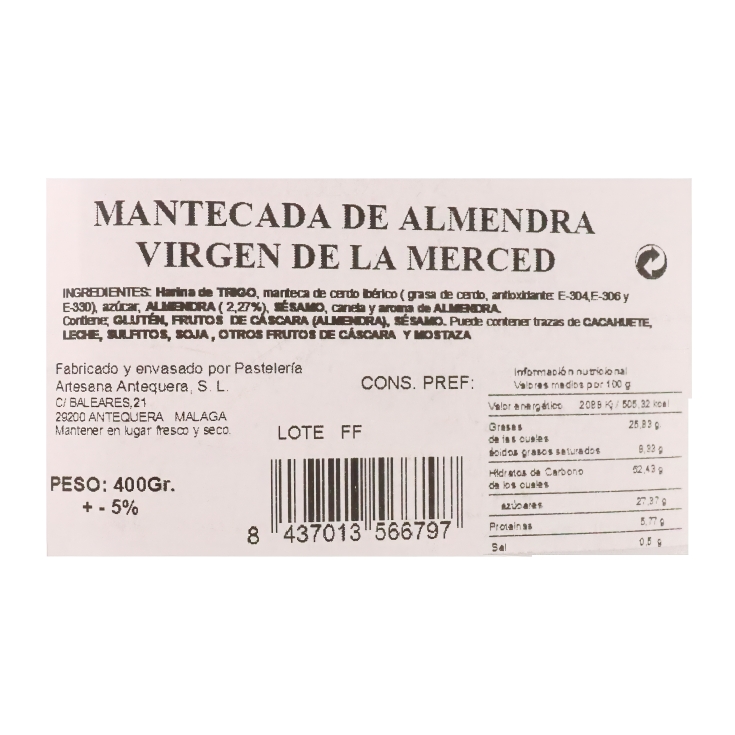 MANTECADA DE ALMENDRA
VIRGEN DE LA MERCED
INGREDIENTES: Harina de TRIGO, manteca de cerdo ibérico ( grasa de cerdo, antioxidante: E-304,E-306 y
E-330), azúcar, ALMENDRA ( 2,27%), SÉSAMO, canela y aroma de ALMENDRA.
Contiene; GLUTÉN, FRUTOS DE CÁSCARA (ALMENDRA), SÉSAMO. Puede contener trazas de CACAHUETE,
LECHE, SULFITOS, SOJA , OTROS FRUTOS DE CÁSCARA Y MOSTAZA
Fabricado y envasado por Pastelería
Artesana Antequera, S. L.
C/ BALEARES,21
29200 ANTEQUERA MALAGA
Mantener en lugar fresco y seco.
CONS. PREF:
LOTE FF
PESO: 400Gr.
+ - 5%
8 437013 566797
Información nutricional
Valores medios por 100 g
Valor energético 2088 Kj / 505,32 kcal
Grasas 25,83 g
de las cuales
ácidos grasos saturados 9,33 g
Hidratos de Carbono 52,43 g
de los cuales
azúcares 27,37 g
Proteínas 5,77 g
Sal 0,5 g